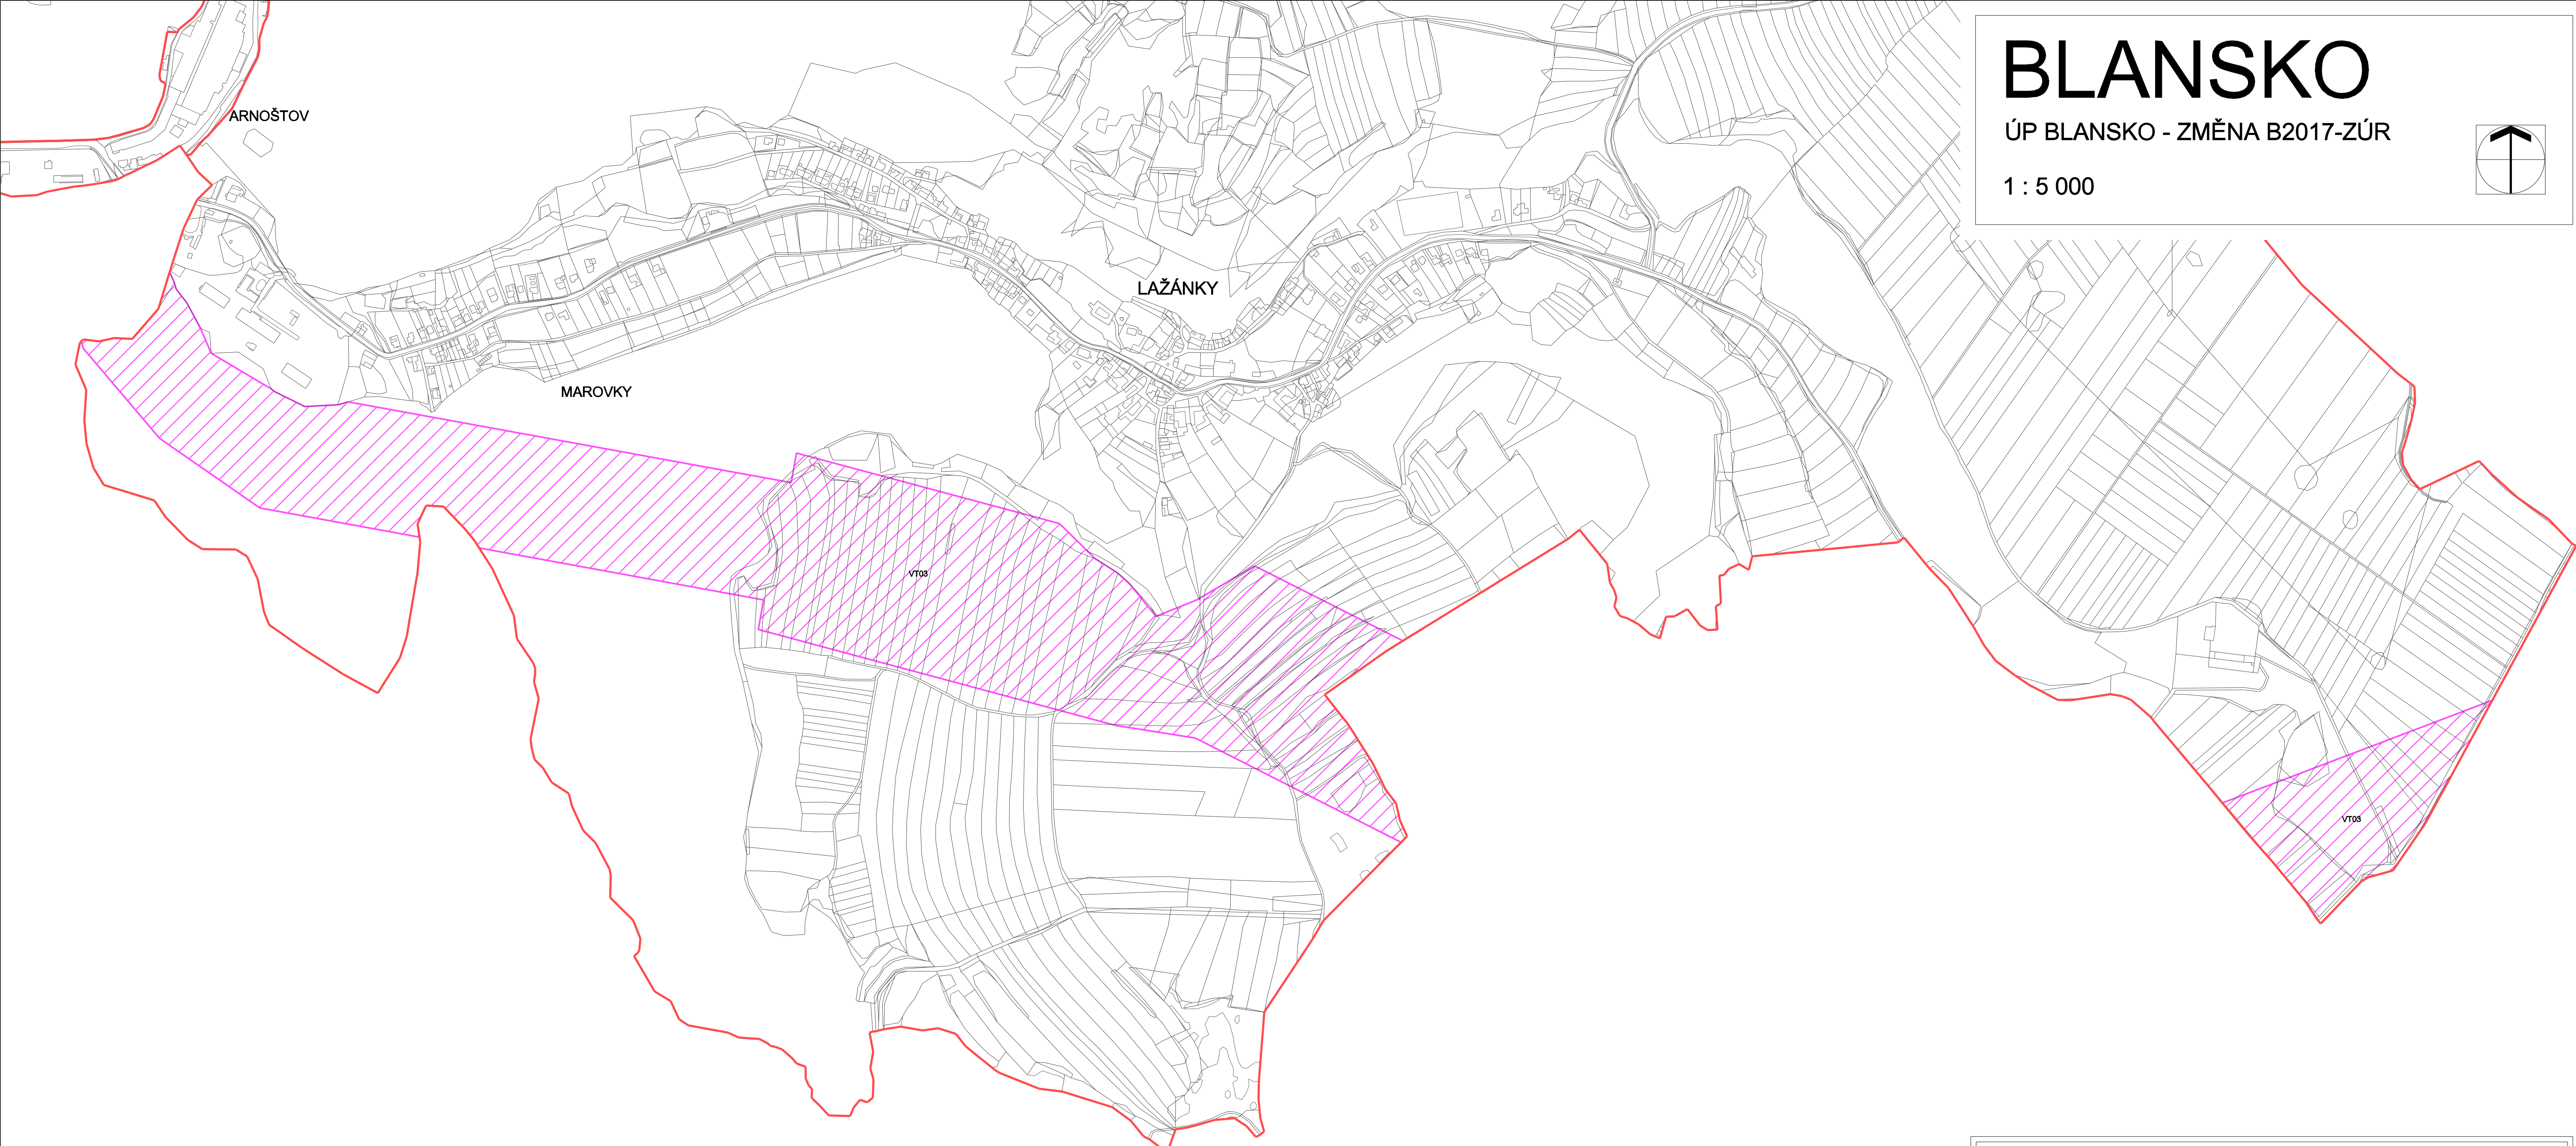 BLANSKO
ÚP BLANSKO - ZMĚNA B2017-ZÚR
1 : 5 000
ARNOŠTOV
LAŽÁNKY
MAROVKY
VT03
VT03